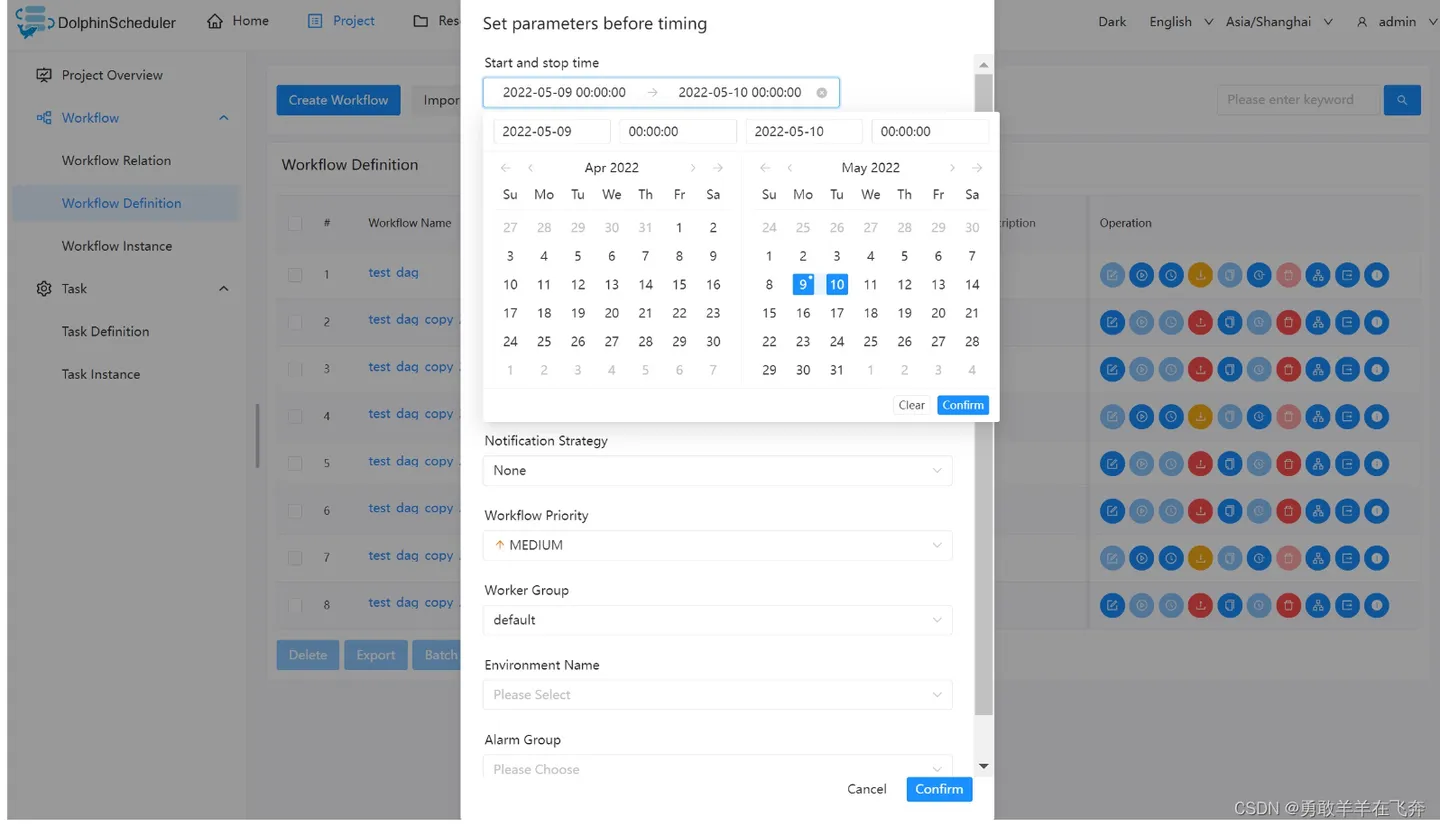 DolphinScheduler
Home
Project
Dark
English
Asia/Shanghai
admin
Project Overview
Workflow
Workflow Relation
Workflow Definition
Workflow Instance
Task
Task Definition
Task Instance
Create Workflow
Please enter keyword
Workflow Definition
# Workflow Name Operation
1 test dag
2 test dag copy
3 test dag copy
4 test dag copy
5 test dag copy
6 test dag copy
7 test dag copy
8 test dag copy
Delete Export Batch
Set parameters before timing
Start and stop time
2022-05-09 00:00:00 → 2022-05-10 00:00:00
2022-05-09 00:00:00 2022-05-10 00:00:00
Apr 2022
Su Mo Tu We Th Fr Sa
27 28 29 30 31 1 2
3 4 5 6 7 8 9
10 11 12 13 14 15 16
17 18 19 20 21 22 23
24 25 26 27 28 29 30
1 2 3 4 5 6 7
May 2022
Su Mo Tu We Th Fr Sa
24 25 26 27 28 29 30
1 2 3 4 5 6 7
8 9 10 11 12 13 14
15 16 17 18 19 20 21
22 23 24 25 26 27 28
29 30 31 1 2 3 4
Clear Confirm
Notification Strategy
None
Workflow Priority
MEDIUM
Worker Group
default
Environment Name
Please Select
Alarm Group
Please Choose
Cancel Confirm
CSDN @勇敢羊羊在飞奔